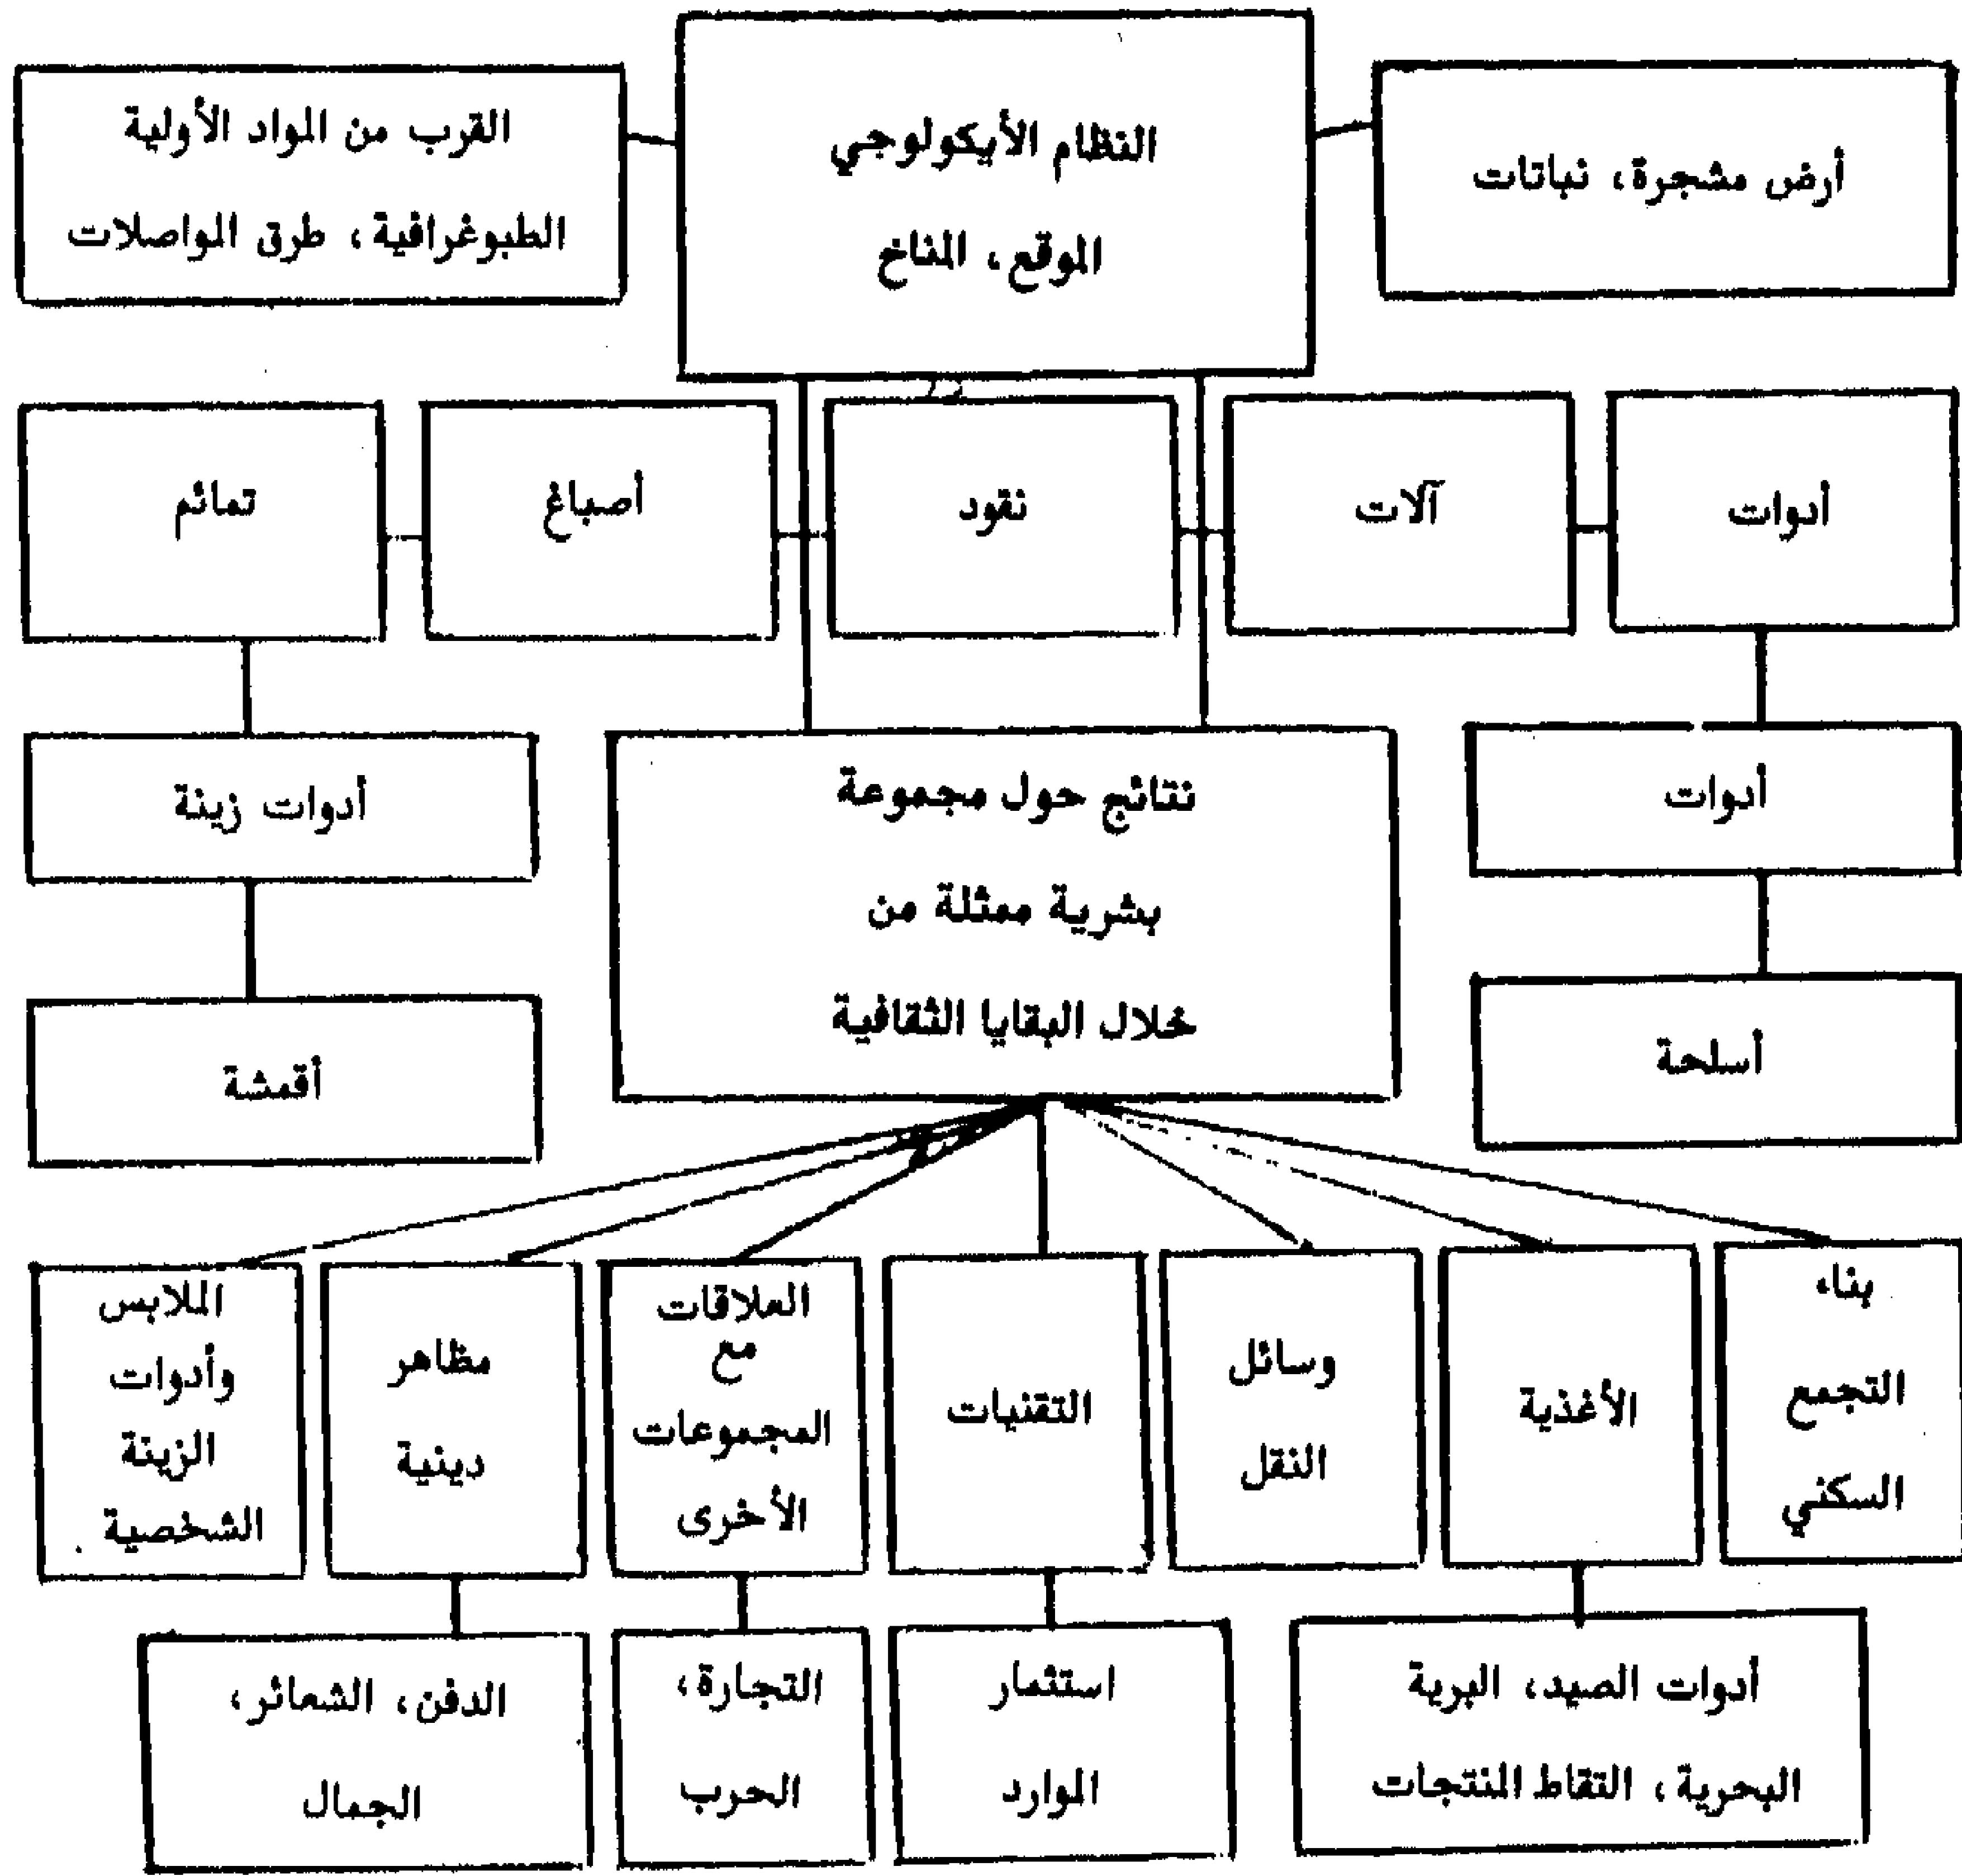 أرض مشجرة، نباتات
النظام الأيكولوجي
الموقع، المناخ
القرب من المواد الأولية
الطبوغرافية، طرق المواصلات
أدوات
آلات
نقود
أصباغ
تمائم
أدوات
نتائج حول مجموعة
بشرية ممثلة من
خلال البقايا الثقافية
أدوات زينة
أسلحة
أقمشة
بناء
التجمع
السكني
الأغذية
وسائل
النقل
التقنيات
العلاقات
مع
المجموعات
الأخرى
مظاهر
دينية
الملابس
وأدوات
الزينة
الشخصية
أدوات الصيد، البرية
البحرية، التقاط المنتجات
استثمار
الموارد
التجارة،
الحرب
الدفن، الشعائر،
الجمال